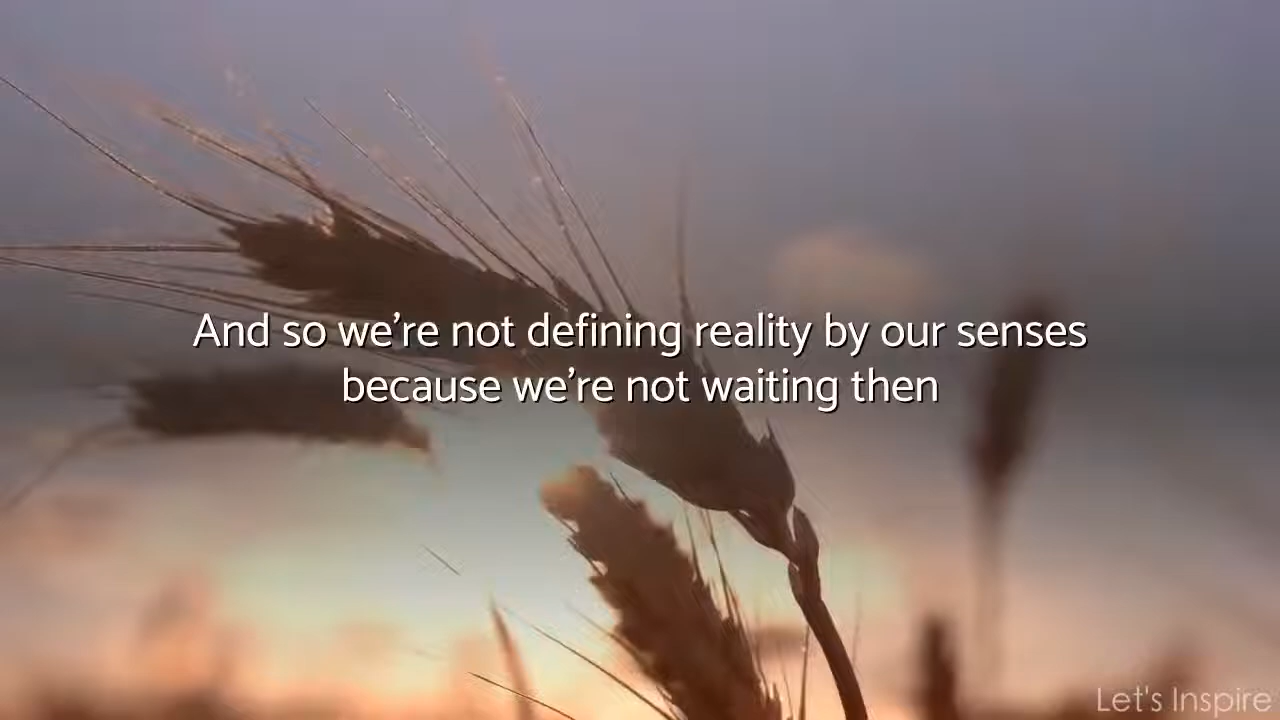 And so we're not defining reality by our senses
because we're not waiting then
Let's Inspire